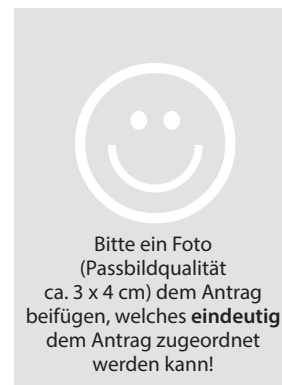 Bitte ein Foto
(Passbildqualität
ca. 3 x 4 cm) dem Antrag
beifügen, welches eindeutig
dem Antrag zugeordnet
werden kann!